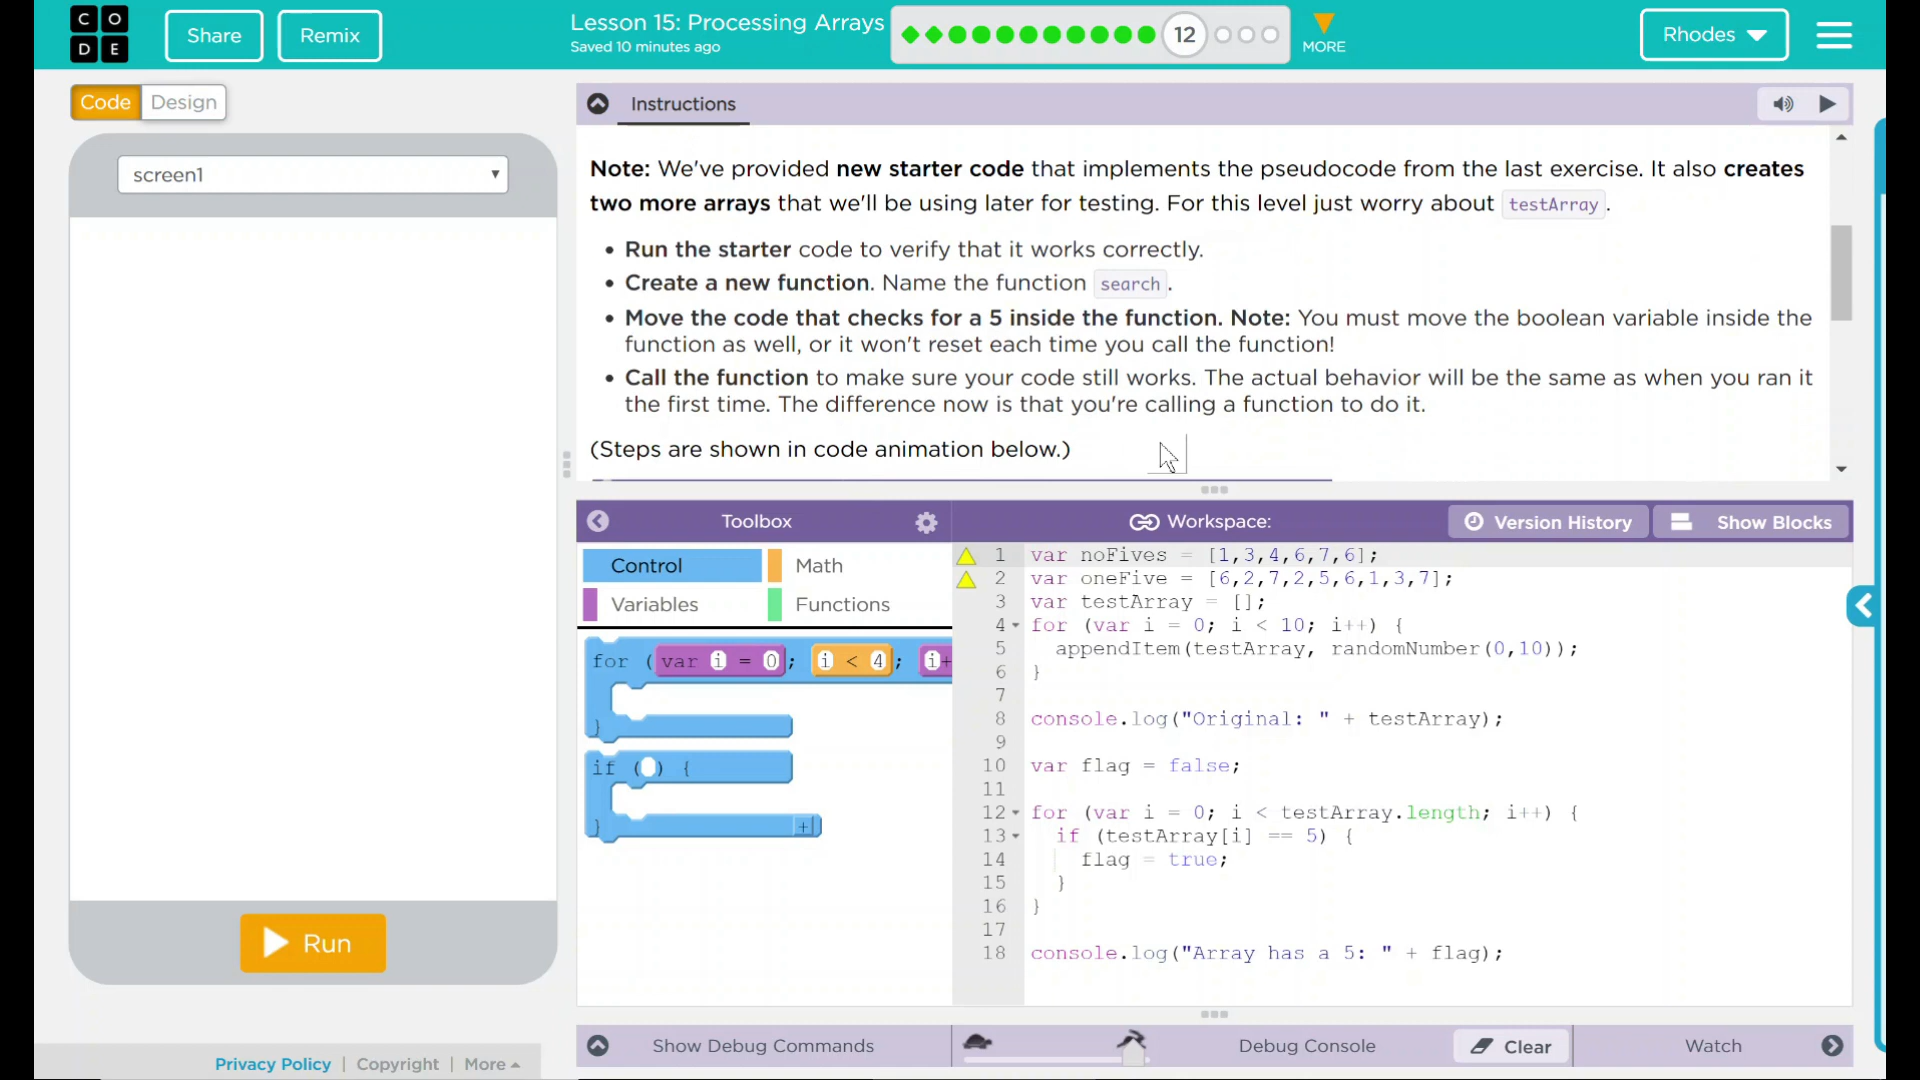 C O
D E
Share
Remix
Lesson 15: Processing Arrays
Saved 10 minutes ago
12
MORE
Rhodes
Code
Design
screen1
Instructions
Note: We've provided new starter code that implements the pseudocode from the last exercise. It also creates
two more arrays that we'll be using later for testing. For this level just worry about testArray.
• Run the starter code to verify that it works correctly.
• Create a new function. Name the function search.
• Move the code that checks for a 5 inside the function. Note: You must move the boolean variable inside the
function as well, or it won't reset each time you call the function!
• Call the function to make sure your code still works. The actual behavior will be the same as when you ran it
the first time. The difference now is that you're calling a function to do it.
(Steps are shown in code animation below.)
Toolbox
Workspace:
Version History
Show Blocks
Control
Math
Variables
Functions
for (var i = 0; i < 4; i+
}
if ( ) {
} +
1 var noFives = [1,3,4,6,7,6];
2 var oneFive = [6,2,7,2,5,6,1,3,7];
3 var testArray = [];
4 for (var i = 0; i < 10; i++) {
5 appendItem(testArray, randomNumber(0,10));
6 }
7
8 console.log("Original: " + testArray);
9
10 var flag = false;
11
12 for (var i = 0; i < testArray.length; i++) {
13 if (testArray[i] == 5) {
14 flag = true;
15 }
16 }
17
18 console.log("Array has a 5: " + flag);
Run
Show Debug Commands
Debug Console
Clear
Watch
Privacy Policy | Copyright | More